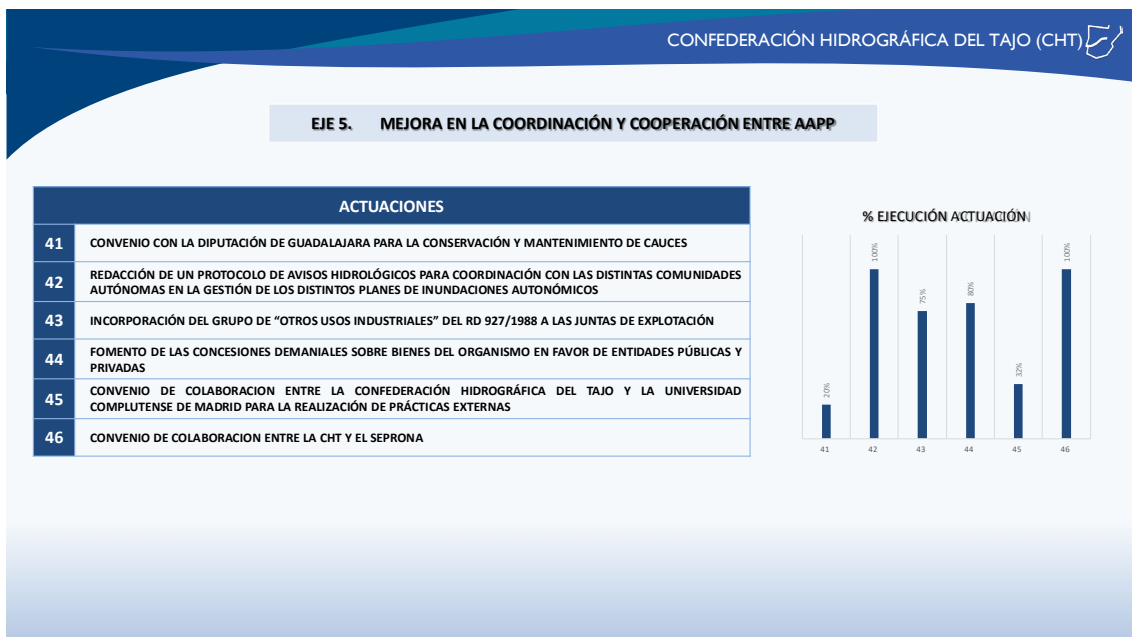 CONFEDERACIÓN HIDROGRÁFICA DEL TAJO (CHT)
EJE 5. MEJORA EN LA COORDINACIÓN Y COOPERACIÓN ENTRE AAPP
ACTUACIONES
41 CONVENIO CON LA DIPUTACIÓN DE GUADALAJARA PARA LA CONSERVACIÓN Y MANTENIMIENTO DE CAUCES
42 REDACCIÓN DE UN PROTOCOLO DE AVISOS HIDROLÓGICOS PARA COORDINACIÓN CON LAS DISTINTAS COMUNIDADES
AUTÓNOMAS EN LA GESTIÓN DE LOS DISTINTOS PLANES DE INUNDACIONES AUTONÓMICOS
43 INCORPORACIÓN DEL GRUPO DE “OTROS USOS INDUSTRIALES” DEL RD 927/1988 A LAS JUNTAS DE EXPLOTACIÓN
44 FOMENTO DE LAS CONCESIONES DEMANIALES SOBRE BIENES DEL ORGANISMO EN FAVOR DE ENTIDADES PÚBLICAS Y
PRIVADAS
45 CONVENIO DE COLABORACION ENTRE LA CONFEDERACIÓN HIDROGRÁFICA DEL TAJO Y LA UNIVERSIDAD
COMPLUTENSE DE MADRID PARA LA REALIZACIÓN DE PRÁCTICAS EXTERNAS
46 CONVENIO DE COLABORACION ENTRE LA CHT Y EL SEPRONA
% EJECUCIÓN ACTUACIÓN
20%
100%
75%
80%
32%
100%
41 42 43 44 45 46